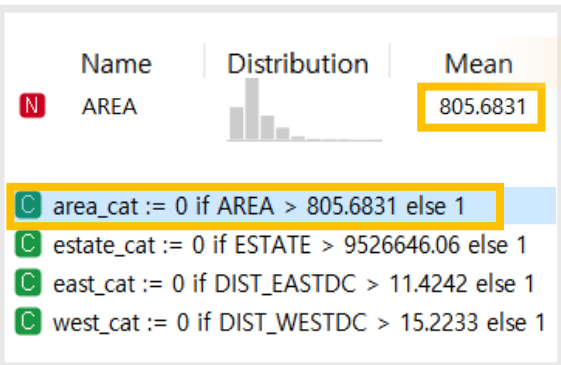 Name Distribution Mean
N AREA 805.6831
C area_cat := 0 if AREA > 805.6831 else 1
C estate_cat := 0 if ESTATE > 9526646.06 else 1
C east_cat := 0 if DIST_EASTDC > 11.4242 else 1
C west_cat := 0 if DIST_WESTDC > 15.2233 else 1